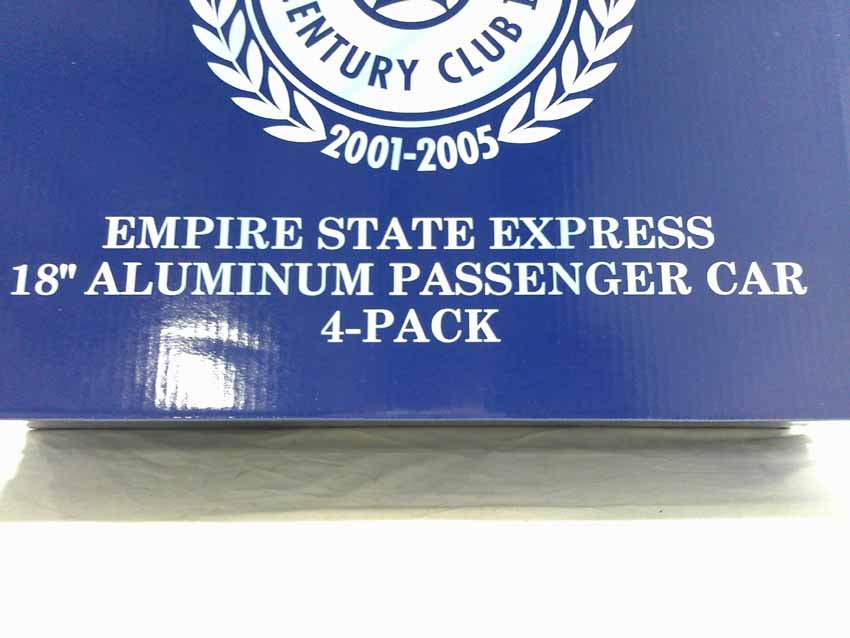 CENTURY CLUB
2001-2005
EMPIRE STATE EXPRESS
18" ALUMINUM PASSENGER CAR
4-PACK